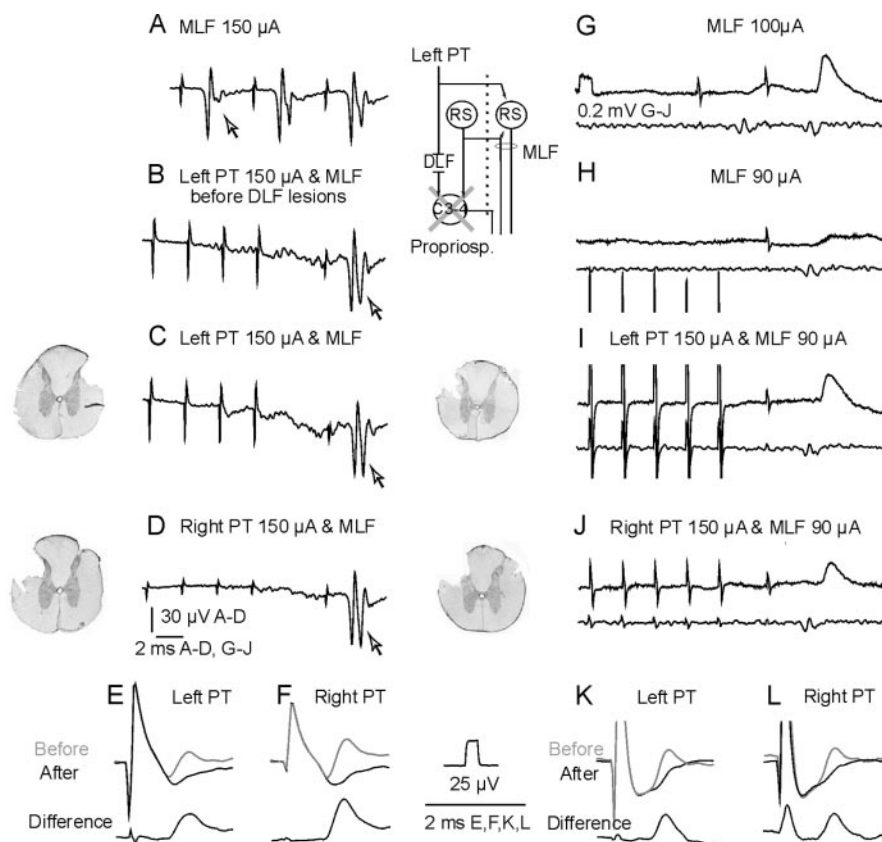 A MLF 150 µA
Left PT
RS RS
MLF
DLF
C3-4
Propriosp.
B Left PT 150 µA & MLF
before DLF lesions
C Left PT 150 µA & MLF
D Right PT 150 µA & MLF
30 µV A-D
2 ms A-D, G-J
E Left PT
F Right PT
Before
After
Difference
25 µV
2 ms E,F,K,L
G MLF 100µA
0.2 mV G-J
H MLF 90 µA
I Left PT 150 µA & MLF 90 µA
J Right PT 150 µA & MLF 90 µA
K Left PT
L Right PT
Before
After
Difference